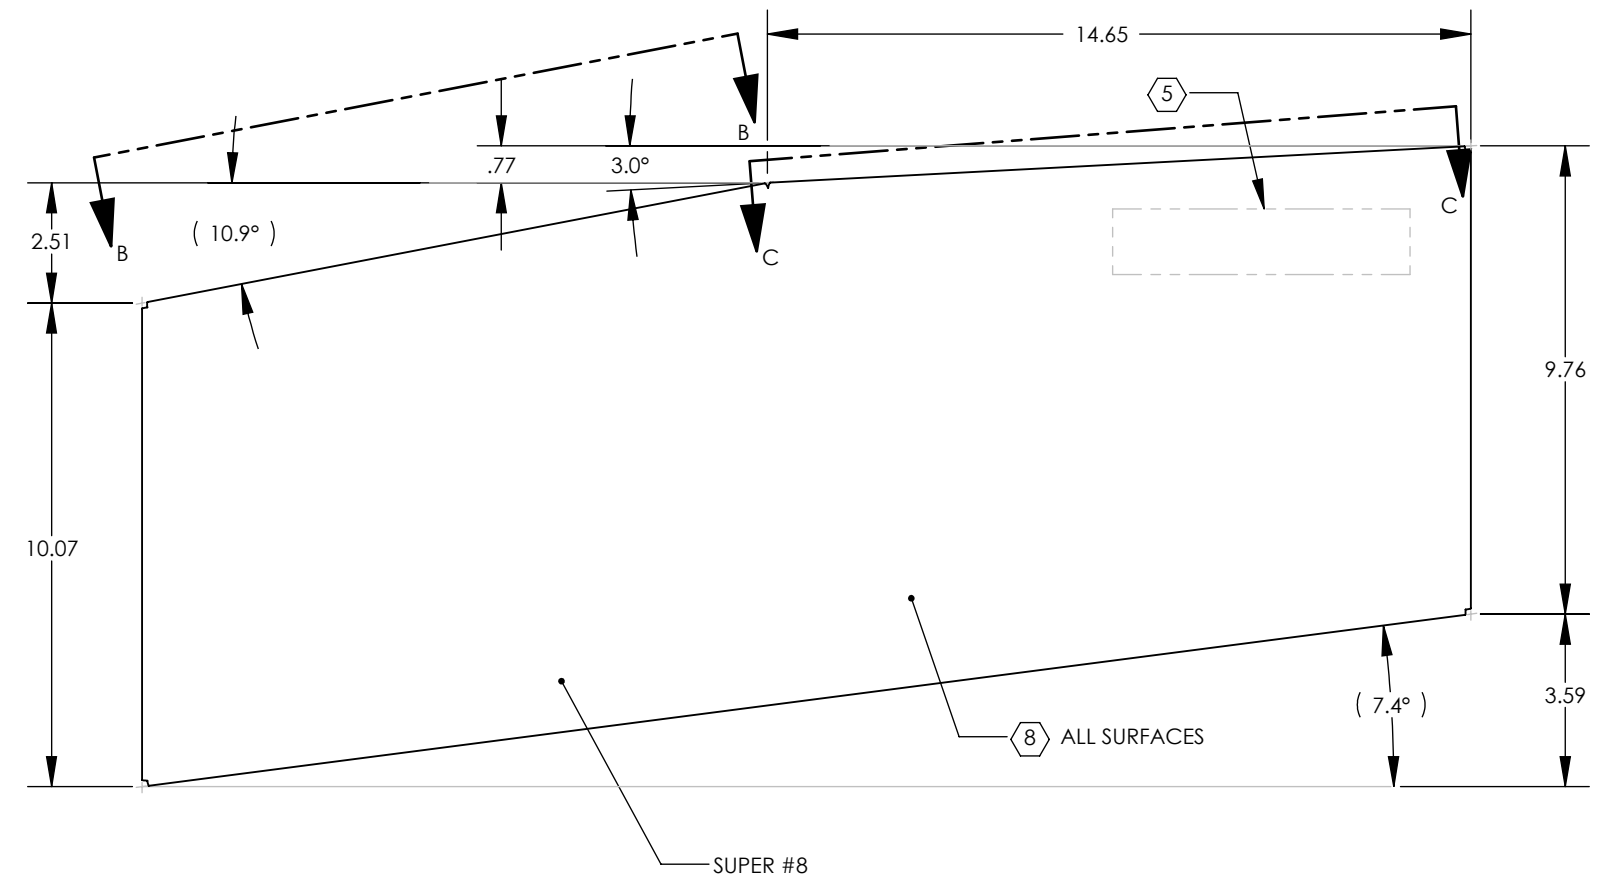 14.65
5
B
.77
3.0°
C
2.51
( 10.9° )
B
C
9.76
10.07
3.59
( 7.4° )
8 ALL SURFACES
SUPER #8